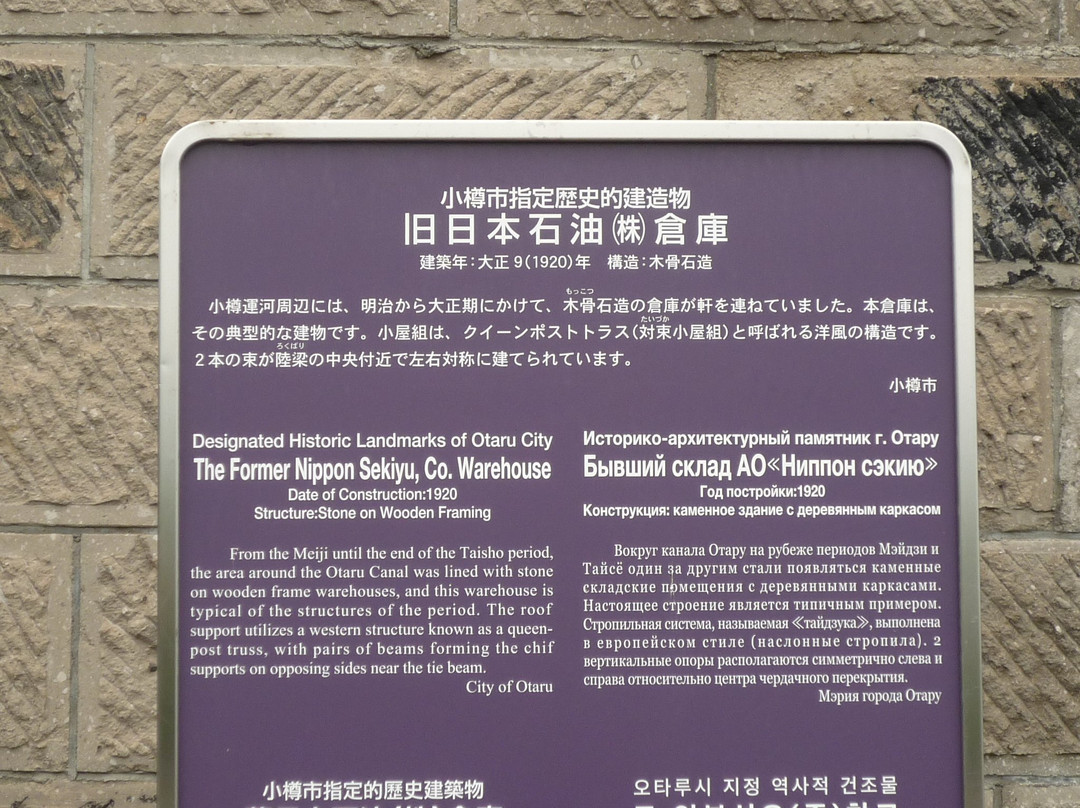 小樽市指定歴史的建造物
旧日本石油㈱倉庫
建築年：大正9（1920）年　構造：木骨石造
もっこつ
小樽運河周辺には、明治から大正期にかけて、木骨石造の倉庫が軒を連ねていました。本倉庫は、
たいづか
その典型的な建物です。小屋組は、クイーンポストトラス（対束小屋組）と呼ばれる洋風の構造です。
ろくばり
２本の束が陸梁の中央付近で左右対称に建てられています。
小樽市
Designated Historic Landmarks of Otaru City
The Former Nippon Sekiyu, Co. Warehouse
Date of Construction:1920
Structure:Stone on Wooden Framing
From the Meiji until the end of the Taisho period,
the area around the Otaru Canal was lined with stone
on wooden frame warehouses, and this warehouse is
typical of the structures of the period. The roof
support utilizes a western structure known as a queen-
post truss, with pairs of beams forming the chif
supports on opposing sides near the tie beam.
City of Otaru
Историко-архитектурный памятник г. Отару
Бывший склад АО«Ниппон сэкию»
Год постройки:1920
Конструкция: каменное здание с деревянным каркасом
Вокруг канала Отару на рубеже периодов Мэйдзи и
Тайсё один за другим стали появляться каменные
складские помещения с деревянными каркасами.
Настоящее строение является типичным примером.
Стропильная система, называемая ≪тайдзука≫, выполнена
в европейском стиле (наслонные стропила). 2
вертикальные опоры располагаются симметрично слева и
справа относительно центра чердачного перекрытия.
Мэрия города Отару
小樽市指定的歷史建築物
오타루시 지정 역사적 건조물